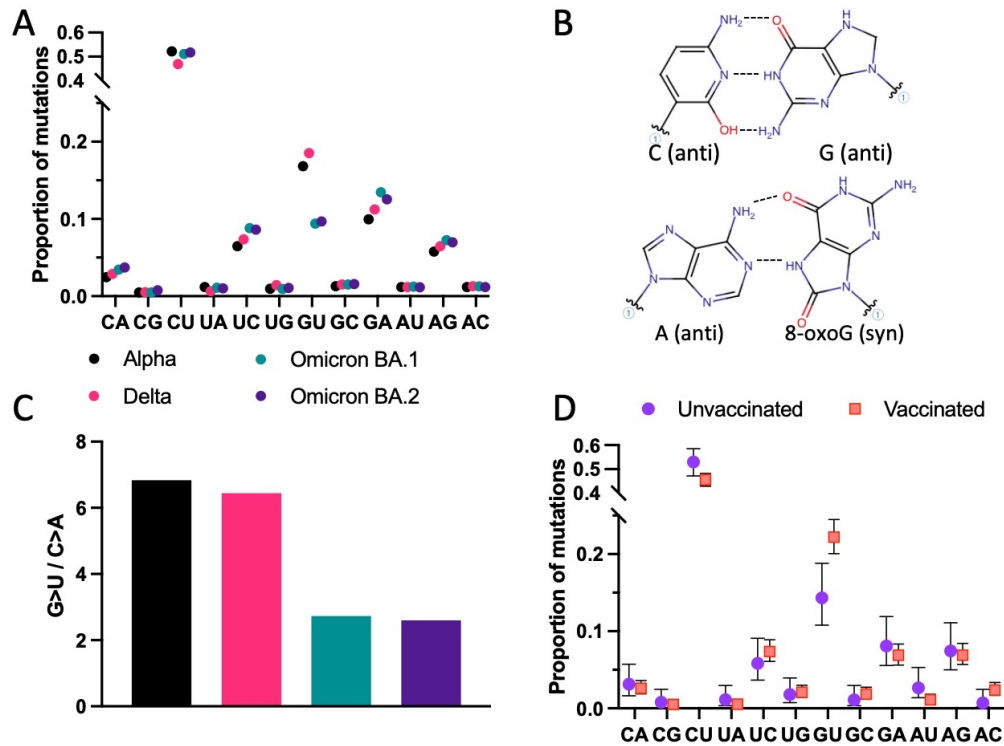 A
Proportion of mutations
0.6
0.5
0.4
0.2
0.1
0.0
CA CG CU UA UC UG GU GC GA AU AG AC
Alpha
Delta
Omicron BA.1
Omicron BA.2
B
NH₂
O
H
N
N
HN
N
N
OH
H₂N
1
1
C (anti)
G (anti)
O
H
N
NH₂
NH₂
N
N
N
N
N
HN
N
O
1
1
A (anti)
8-oxoG (syn)
C
G>U / C>A
8
6
4
2
0
D
Unvaccinated
Vaccinated
Proportion of mutations
0.6
0.5
0.4
0.2
0.1
0.0
CA CG CU UA UC UG GU GC GA AU AG AC